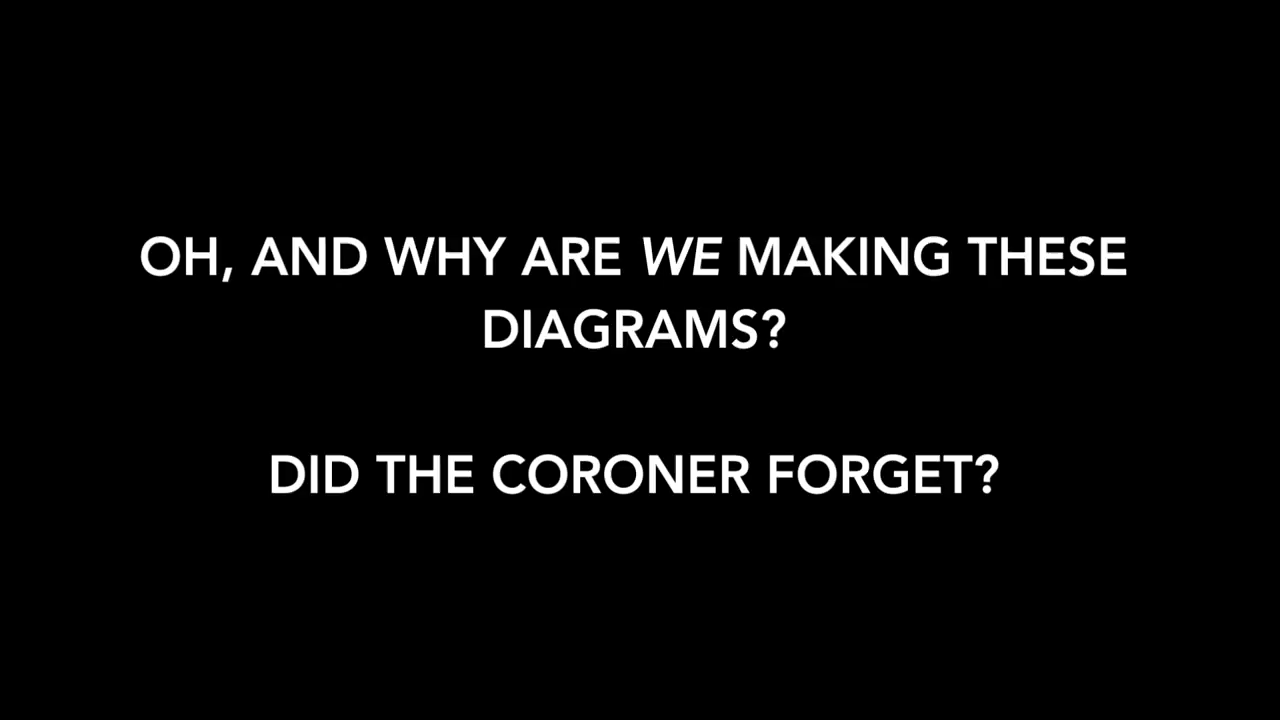 OH, AND WHY ARE WE MAKING THESE
DIAGRAMS?
DID THE CORONER FORGET?